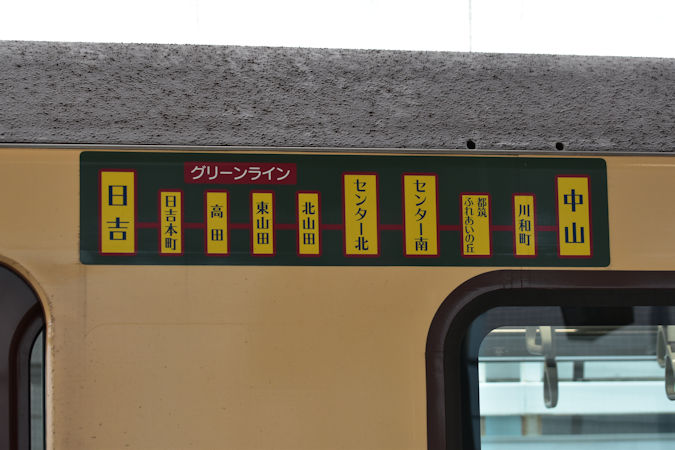 グリーンライン
日吉
日吉本町
高田
東山田
北山田
センター北
センター南
都筑
ふれあいの丘
川和町
中山